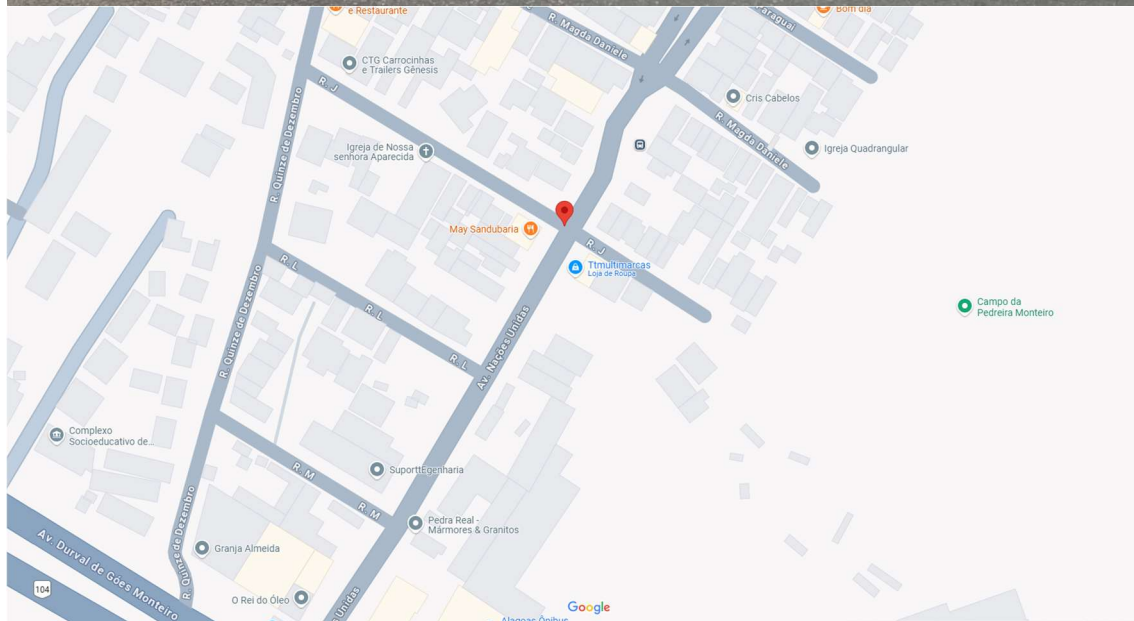 e Restaurante
Bom dia
Paraguai
R. Magda Daniele
CTG Carrocinhas
e Trailers Gênesis
R. J
Cris Cabelos
R. Quinze de Dezembro
R. Magda Daniele
Igreja de Nossa
senhora Aparecida
Igreja Quadrangular
May Sandubaria
R. J
R. L
Ttmultimarcas
Loja de Roupa
Campo da
Pedreira Monteiro
R. Quinze de Dezembro
R. L
Av. Nações Unidas
R. L
Complexo
Socioeducativo de...
R. M
SuporttEgenharia
R. M
Pedra Real -
Mármores & Granitos
R. Quinze de Dezembro
Granja Almeida
Av. Durval de Góes Monteiro
104
O Rei do Óleo
Unidas
Google
Alagoas Ônibus